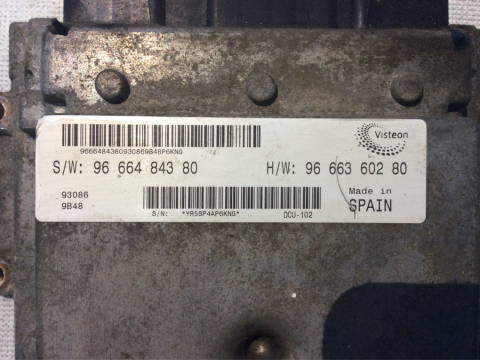 Visteon
9666484380930869B48P6KNG
S/W: 96 664 843 80
H/W: 96 663 602 80
93086
9B48
Made in
SPAIN
S/N: *YR5SP4AP6KNG*
DCU-102